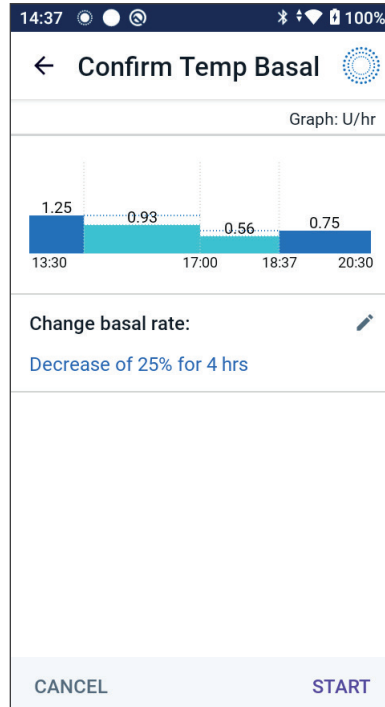 14:37 100%
Confirm Temp Basal
Graph: U/hr
1.25 0.93 0.56 0.75
13:30 17:00 18:37 20:30
Change basal rate:
Decrease of 25% for 4 hrs
CANCEL START